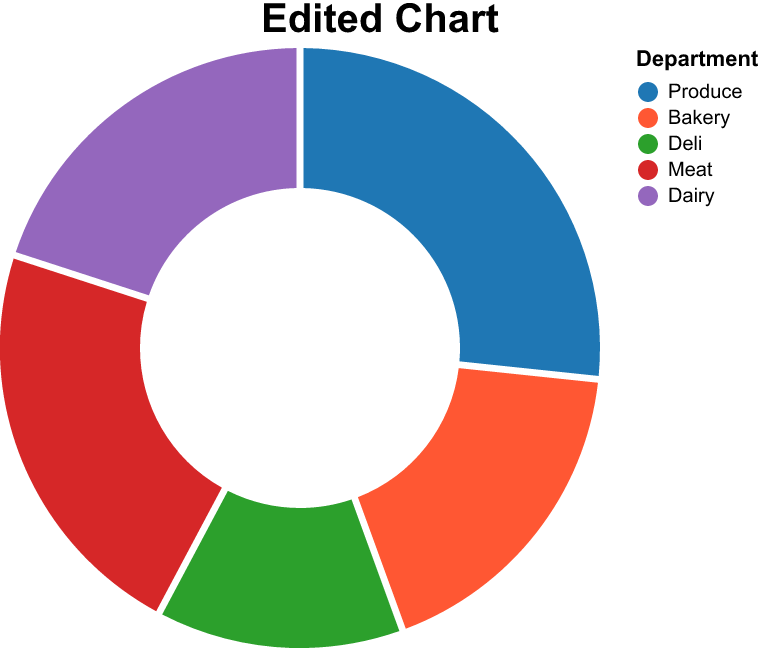 Edited Chart
Department
Produce
Bakery
Deli
Meat
Dairy